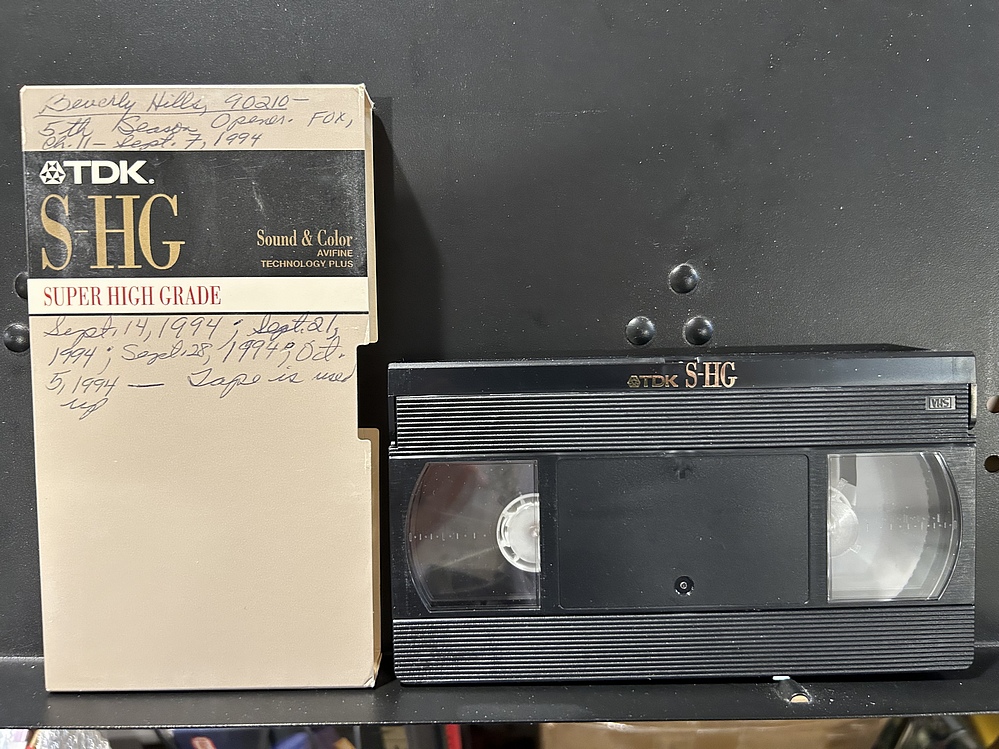 Beverly Hills, 90210-
5th Season Opener. FOX,
Ch. 11 - Sept. 7, 1994
TDK.
S-HG
Sound & Color
AVIFINE
TECHNOLOGY PLUS
SUPER HIGH GRADE
Sept. 14, 1994; Sept. 21,
1994; Sept. 28, 1994; Oct.
5, 1994 — Tape is used
up
TDK S-HG
VHS